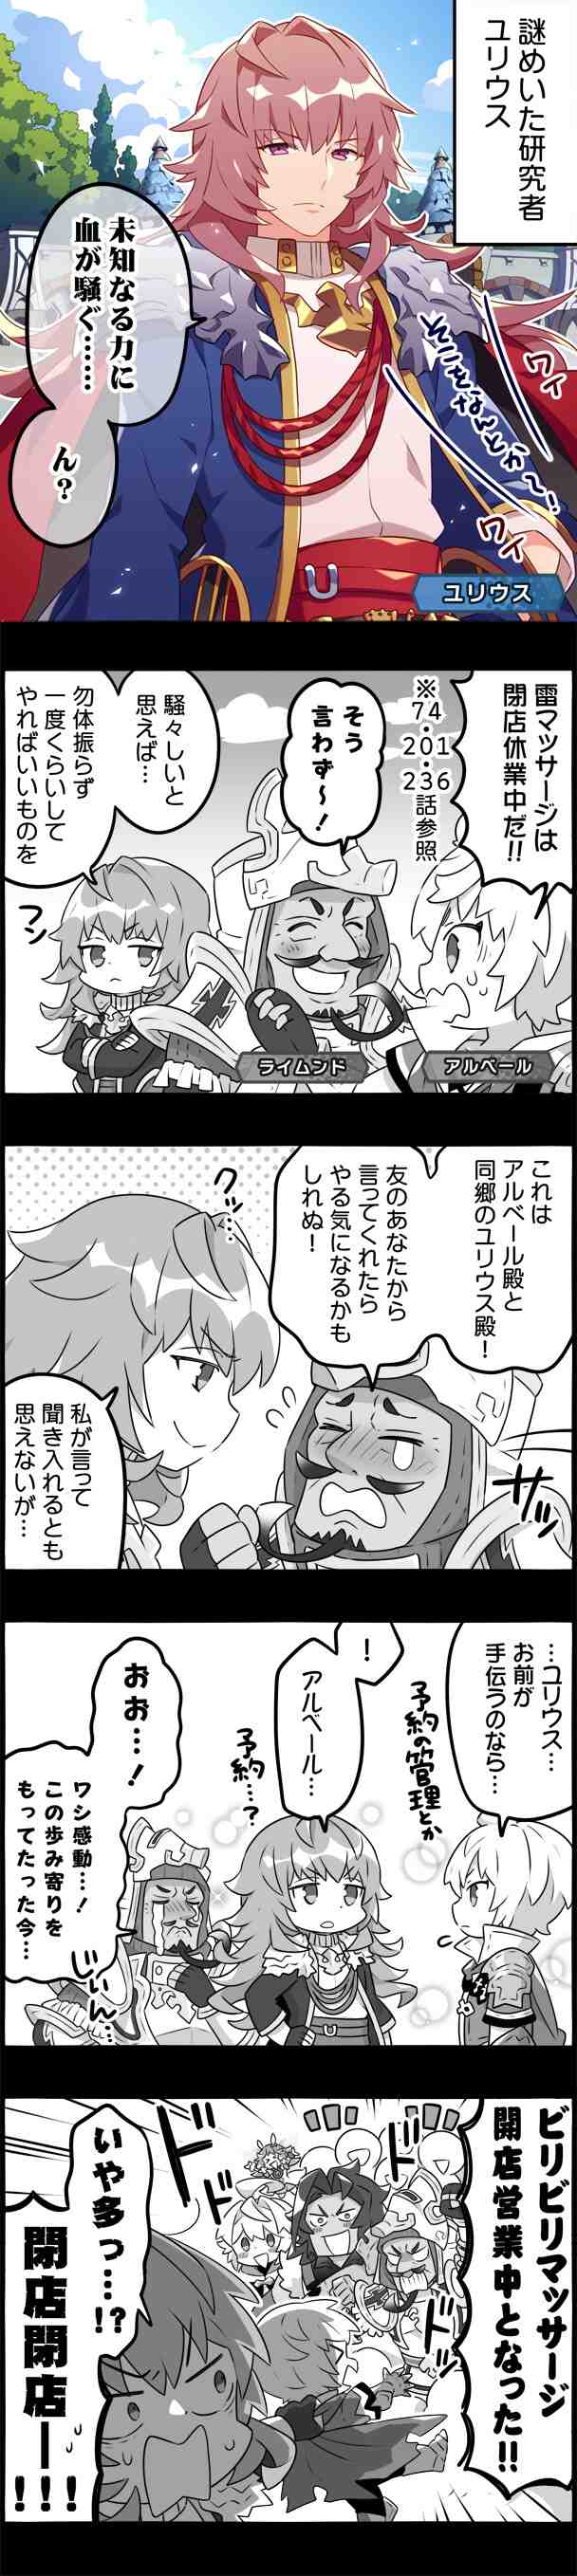 謎めいた研究者
ユリウス
未知なる力に
血が騒ぐ……
ん?
そこをなんとか〜!
ワイ
ワイ
ユリウス
雷マッサージは
閉店休業中だ!!
※
74
・
201
・
236
話参照
そう
言わず〜!
騒々しいと
思えば…
勿体振らず
一度くらいして
やればいいものを
フン
ライムンド
アルベール
これは
アルベール殿と
同郷のユリウス殿!
友のあなたから
言ってくれたら
やる気になるかも
しれぬ!
クッ…
サッ
私が言って
聞き入れるとも
思えないが…
…ユリウス…
お前が
手伝うのなら…
予約の管理とか
!
アルベール…
予約…?
おお…!
ワシ感動…!
この歩み寄りを
もってたった今…
じぃん…
ビリビリマッサージ
開店営業中となった!!
ドドド
ドド
いや多っ…!?
閉店閉店ー!!!